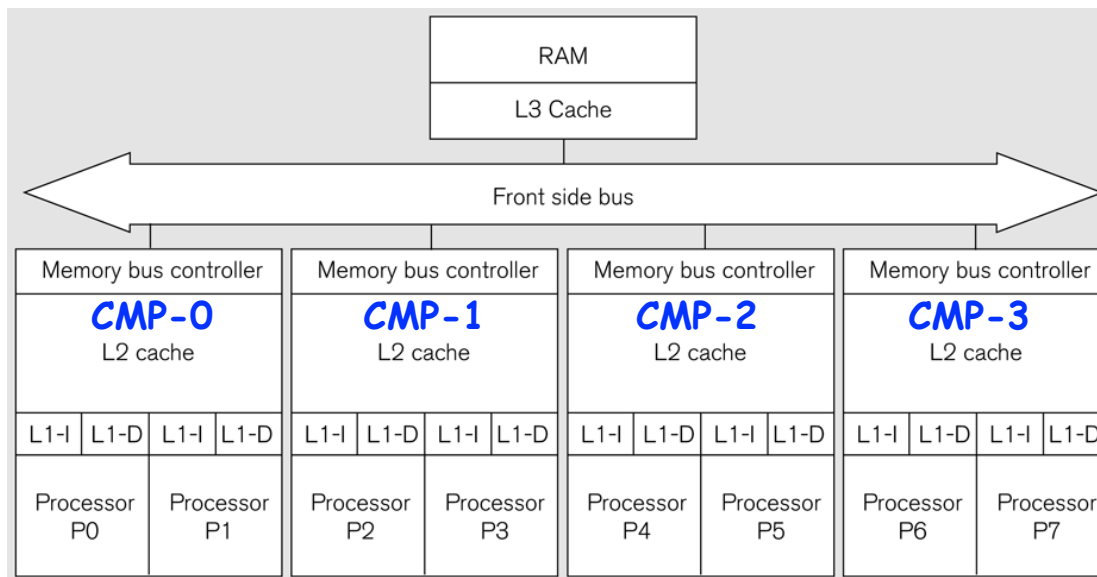 RAM
L3 Cache
Front side bus
Memory bus controller
CMP-0
L2 cache
L1-I L1-D L1-I L1-D
Processor P0
Processor P1
Memory bus controller
CMP-1
L2 cache
L1-I L1-D L1-I L1-D
Processor P2
Processor P3
Memory bus controller
CMP-2
L2 cache
L1-I L1-D L1-I L1-D
Processor P4
Processor P5
Memory bus controller
CMP-3
L2 cache
L1-I L1-D L1-I L1-D
Processor P6
Processor P7